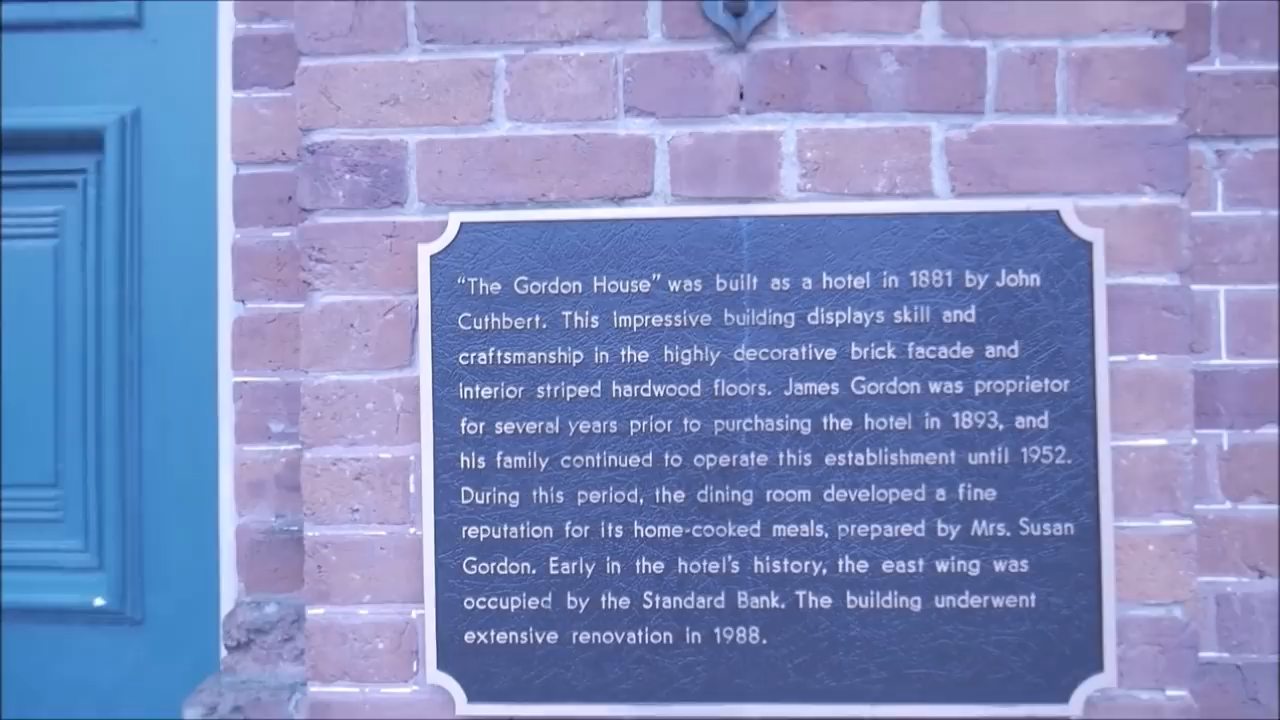 “The Gordon House” was built as a hotel in 1881 by John
Cuthbert. This impressive building displays skill and
craftsmanship in the highly decorative brick facade and
interior striped hardwood floors. James Gordon was proprietor
for several years prior to purchasing the hotel in 1893, and
his family continued to operate this establishment until 1952.
During this period, the dining room developed a fine
reputation for its home-cooked meals, prepared by Mrs. Susan
Gordon. Early in the hotel's history, the east wing was
occupied by the Standard Bank. The building underwent
extensive renovation in 1988.